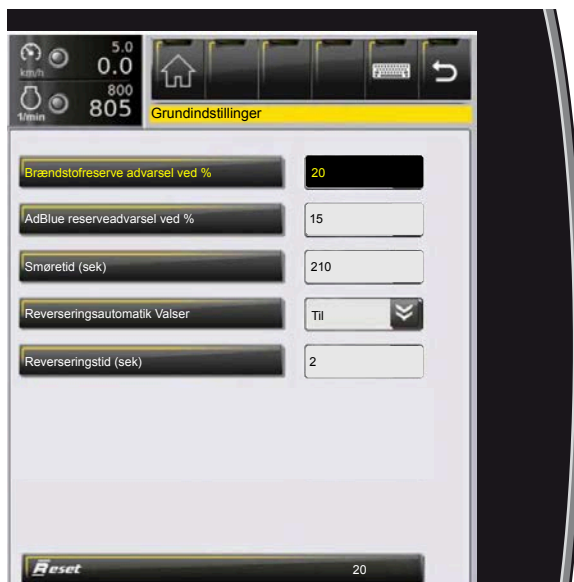 5.0
km/h 0.0
800
1/min 805
Grundindstillinger
Brændstofreserve advarsel ved % 20
AdBlue reserveadvarsel ved % 15
Smøretid (sek) 210
Reverseringsautomatik Valser Til
Reverseringstid (sek) 2
Reset 20